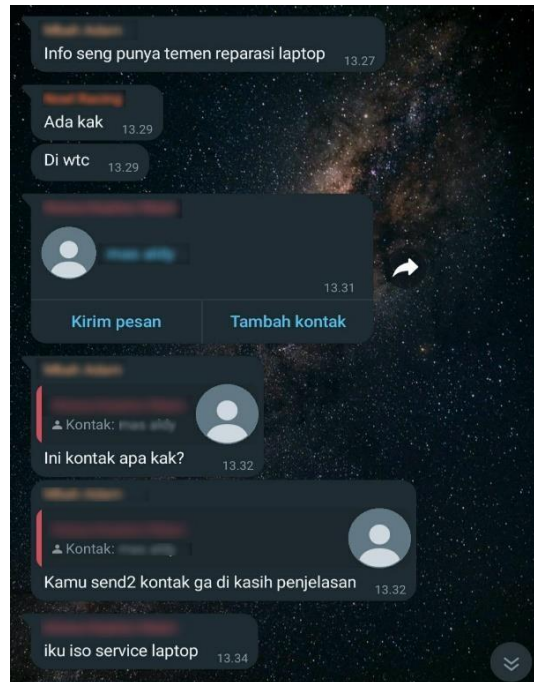 Info seng punya temen reparasi laptop 13.27
Ada kak 13.29
Di wtc 13.29
13.31
Kirim pesan Tambah kontak
Kontak:
Ini kontak apa kak? 13.32
Kontak:
Kamu send2 kontak ga di kasih penjelasan 13.32
iku iso service laptop 13.34